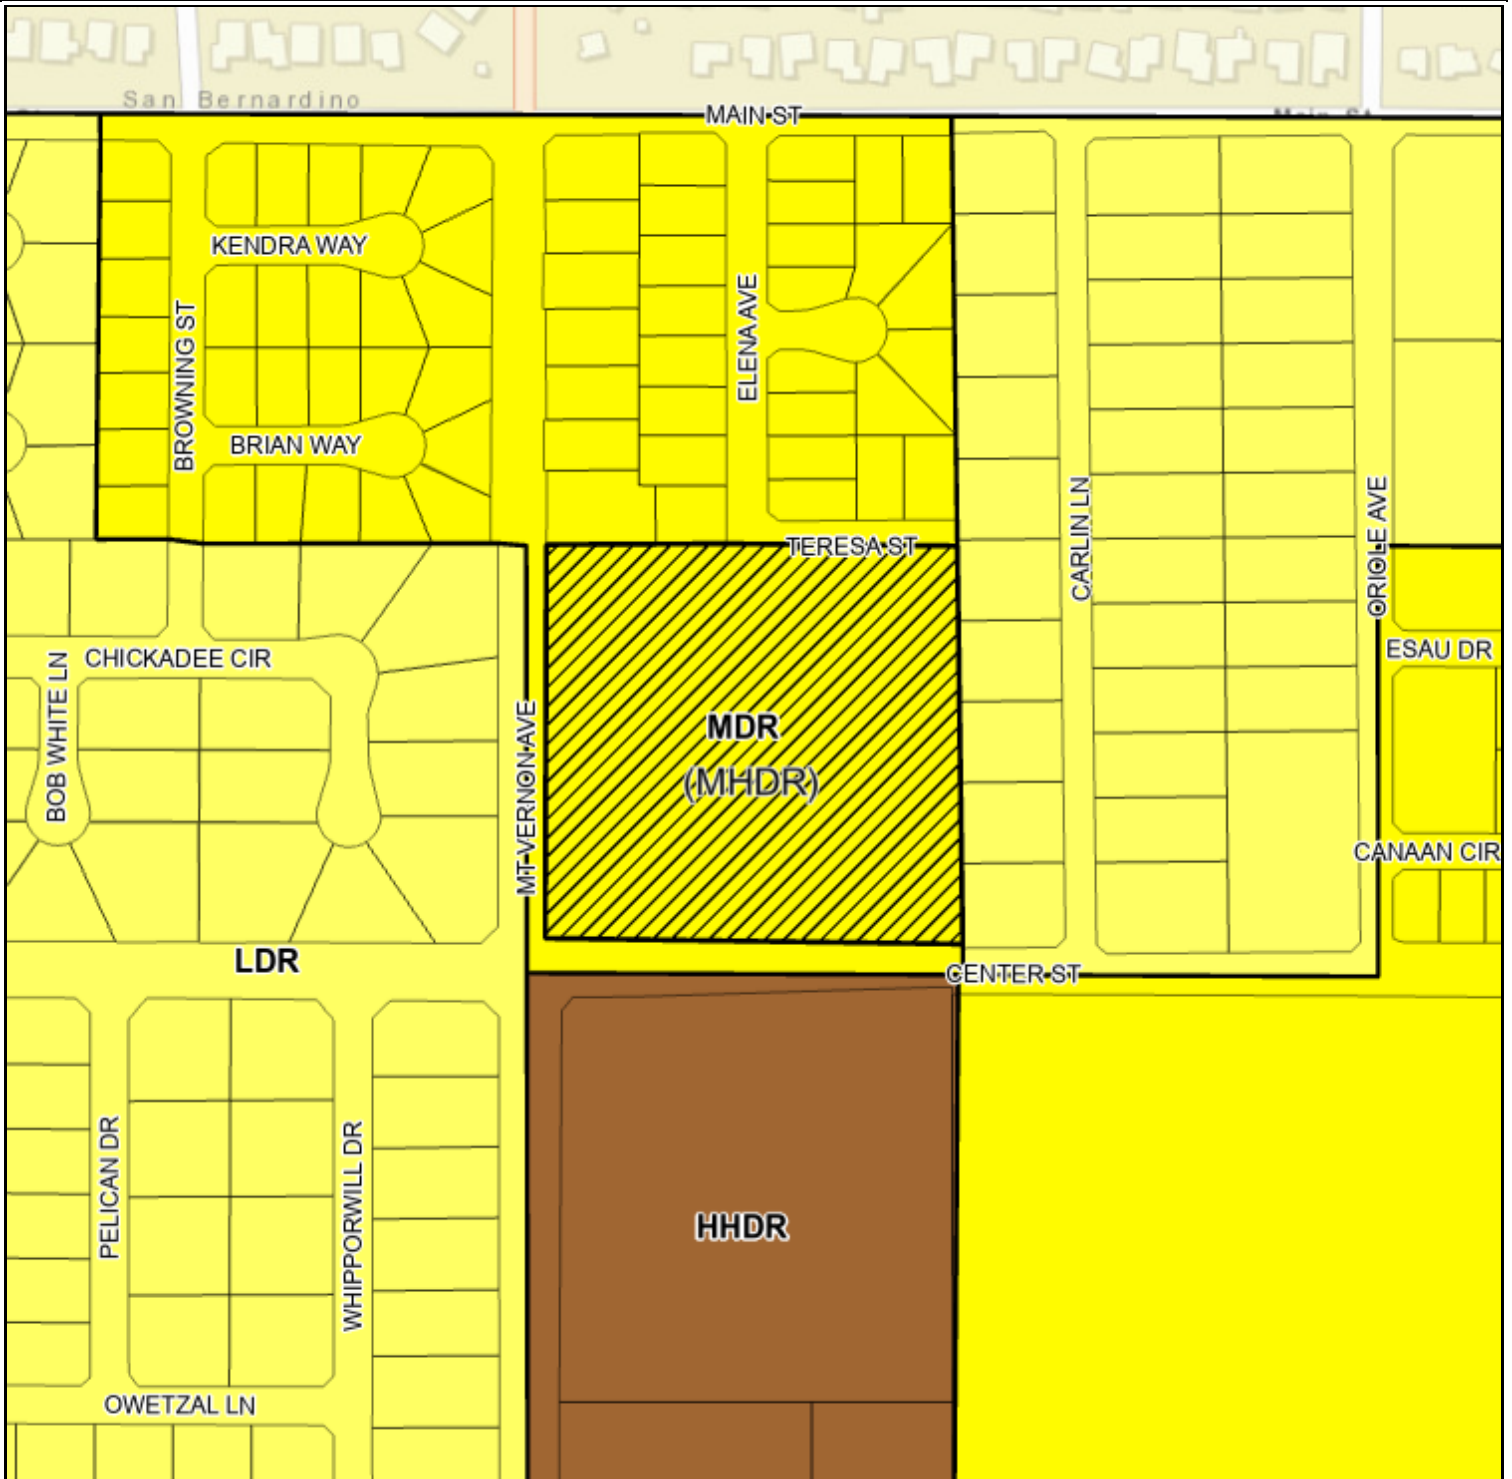 San Bernardino
MAIN ST
Main St
KENDRA WAY
BROWNING ST
ELENA AVE
BRIAN WAY
CARLIN LN
ORIOLE AVE
TERESA ST
CHICKADEE CIR
BOB WHITE LN
ESAU DR
MT VERNON AVE
MDR
(MHDR)
CANAAN CIR
LDR
CENTER ST
PELICAN DR
WHIPPORWILL DR
HHDR
OWETZAL LN